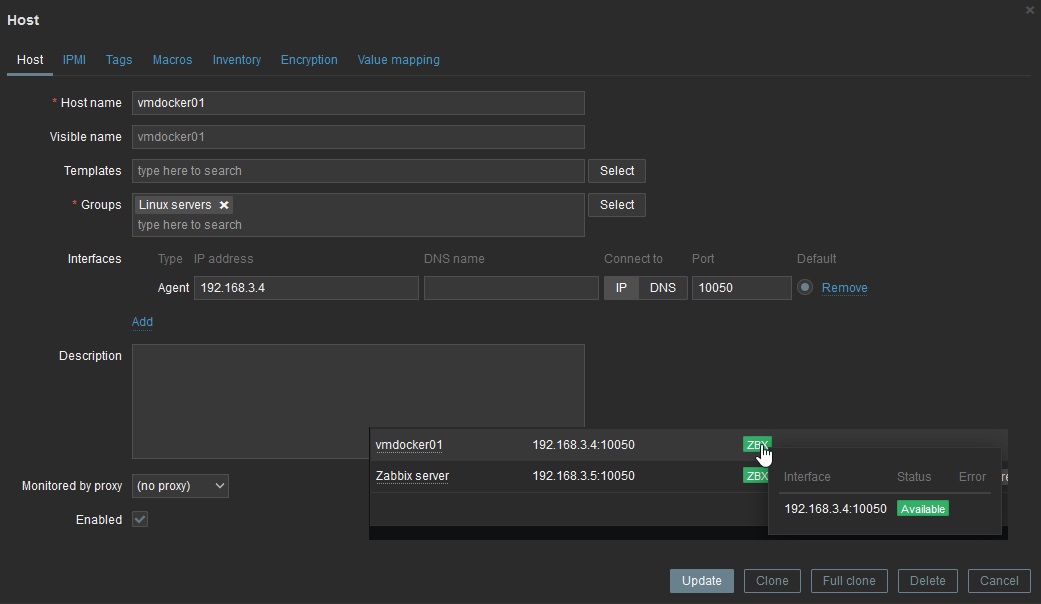 Host
Host IPMI Tags Macros Inventory Encryption Value mapping
* Host name vmdocker01
Visible name vmdocker01
Templates type here to search Select
* Groups Linux servers Select
type here to search
Interfaces Type IP address DNS name Connect to Port Default
Agent 192.168.3.4 IP DNS 10050 Remove
Add
Description
vmdocker01 192.168.3.4:10050 ZBX
Zabbix server 192.168.3.5:10050 ZBX
Interface Status Error
192.168.3.4:10050 Available
Monitored by proxy (no proxy)
Enabled
Update Clone Full clone Delete Cancel